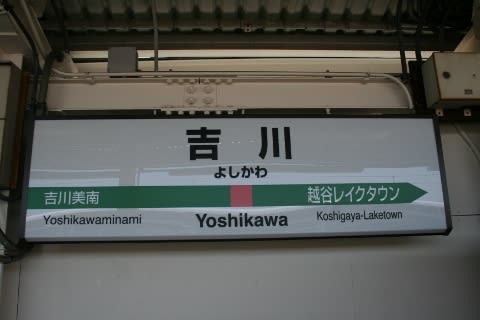 吉川
よしかわ
吉川美南
越谷レイクタウン
Yoshikawaminami
Yoshikawa
Koshigaya-Laketown